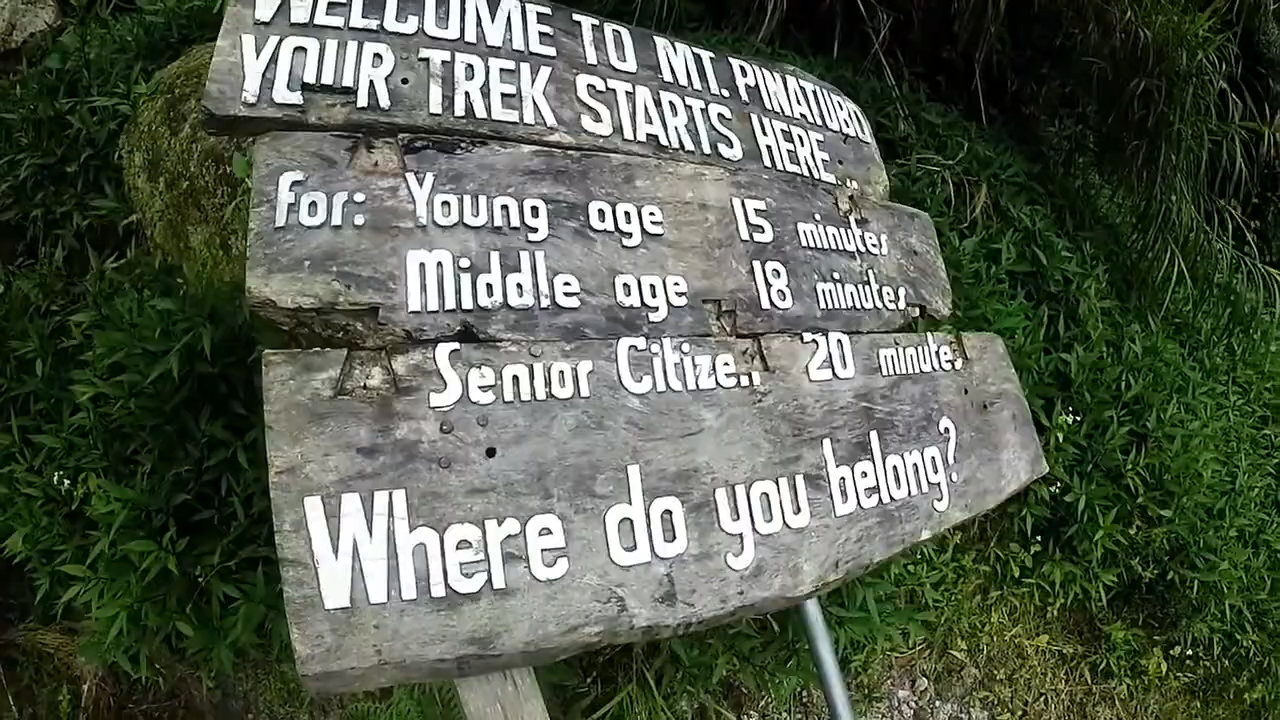 WELCOME TO MT. PINATUBO
YOUR TREK STARTS HERE...
For: Young age 15 minutes
Middle age 18 minutes
Senior Citize.. 20 minutes
Where do you belong?